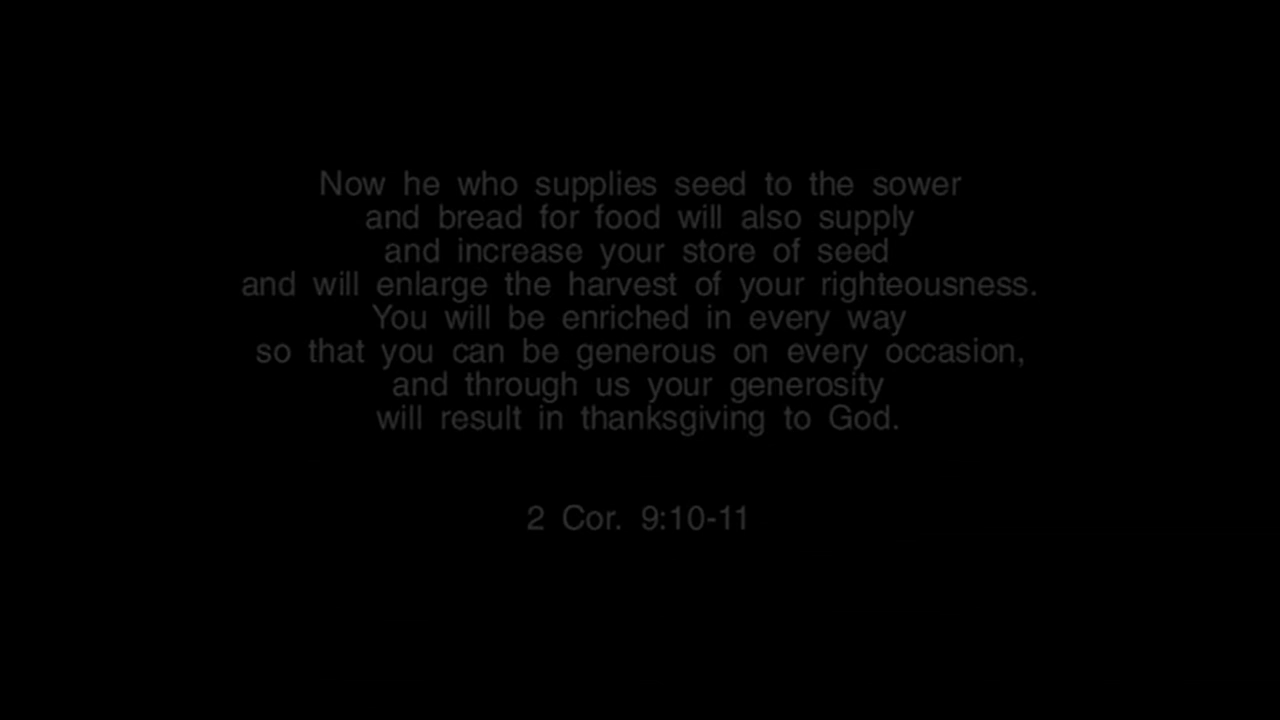 Now he who supplies seed to the sower
and bread for food will also supply
and increase your store of seed
and will enlarge the harvest of your righteousness.
You will be enriched in every way
so that you can be generous on every occasion,
and through us your generosity
will result in thanksgiving to God.
2 Cor. 9:10-11